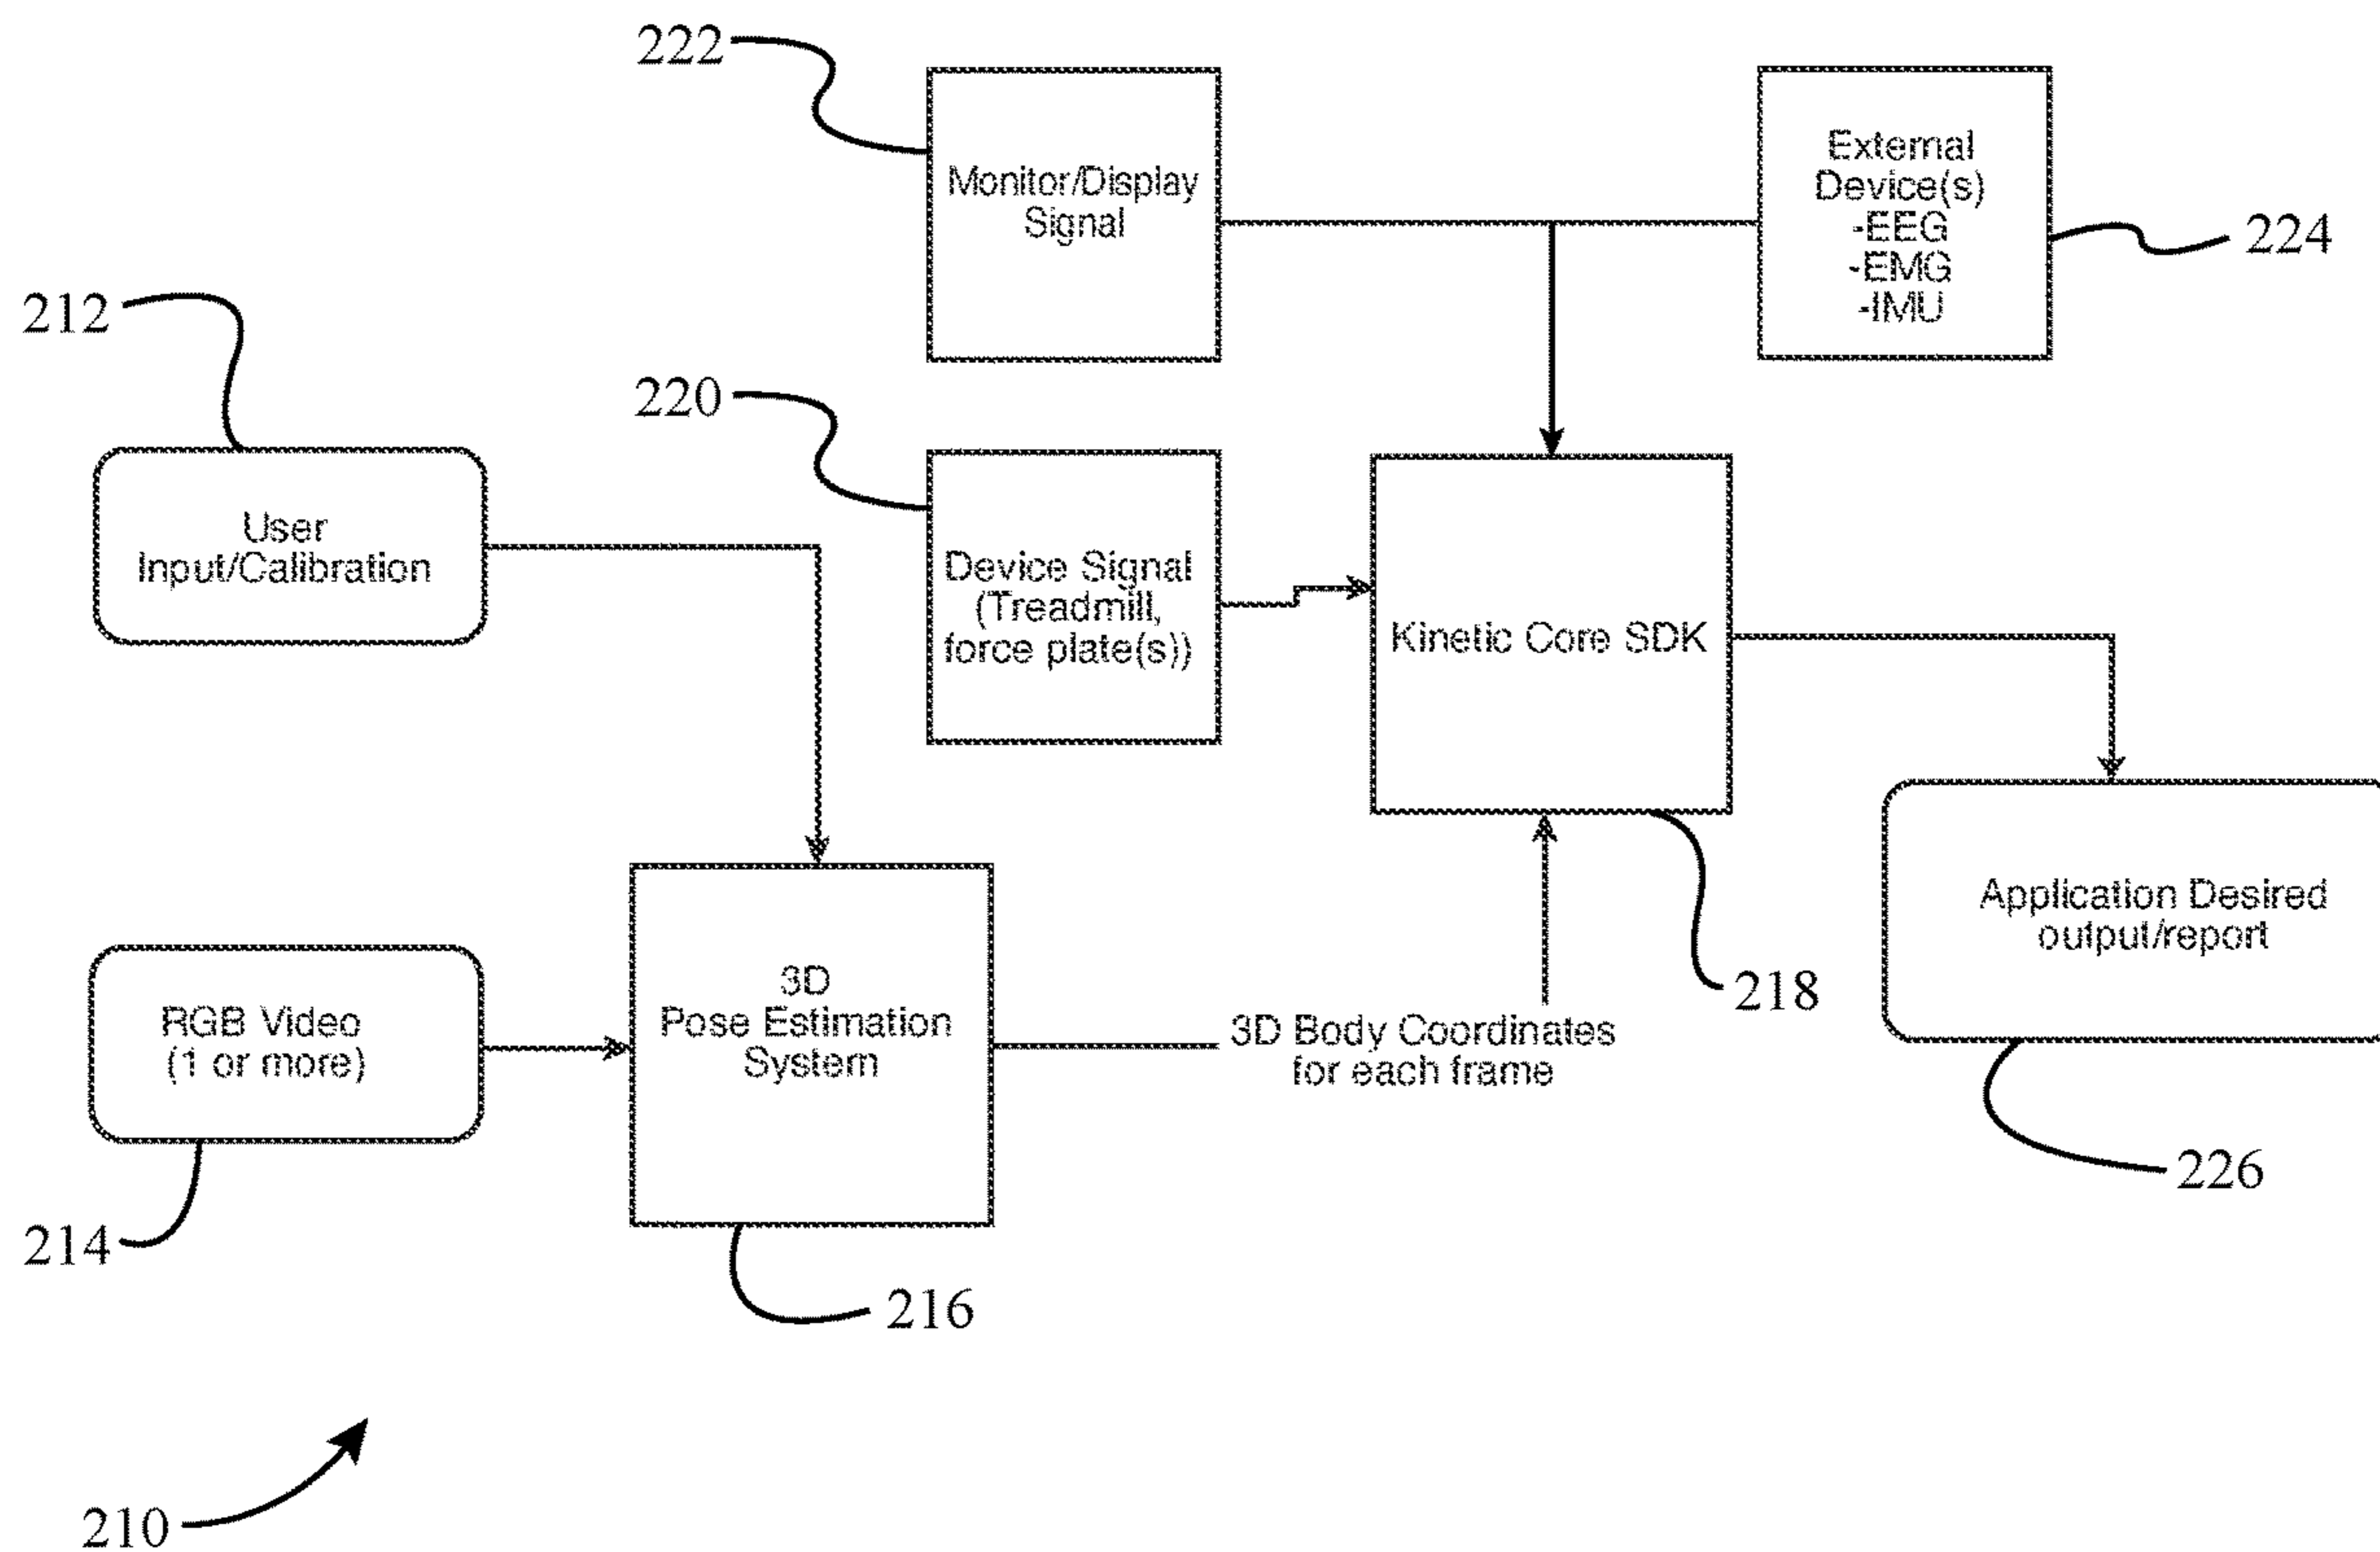 222
Monitor/Display
Signal
External
Device(s)
-EEG
-EMG
-IMU
224
212
User
Input/Calibration
220
Device Signal
(Treadmill,
force plate(s))
Kinetic Core SDK
218
RGB Video
(1 or more)
214
3D
Pose Estimation
System
216
3D Body Coordinates
for each frame
Application Desired
output/report
226
210